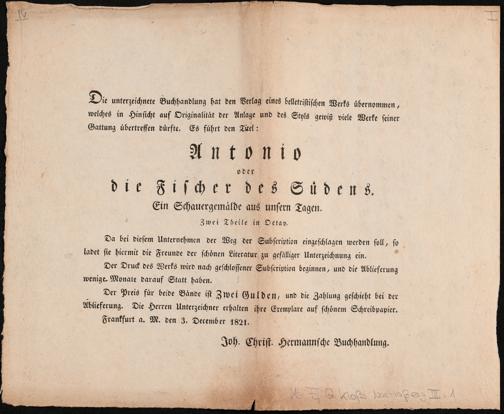 IV
I
Die unterzeichnete Buchhandlung hat den Verlag eines belletristischen Werks übernommen,
welches in Hinsicht auf Originalität der Anlage und des Styls gewiß viele Werke seiner
Gattung übertreffen dürfte. Es führt den Titel:
Antonio
oder
die Fischer des Südens.
Ein Schauergemälde aus unsern Tagen.
Zwei Theile in Octav.
Da bei diesem Unternehmen der Weg der Subscription eingeschlagen werden soll, so
ladet sie hiermit die Freunde der schönen Literatur zu gefälliger Unterzeichnung ein.
Der Druck des Werks wird nach geschlossener Subscription beginnen, und die Ablieferung
wenige Monate darauf Statt haben.
Der Preis für beide Bände ist Zwei Gulden, und die Zahlung geschieht bei der
Ablieferung. Die Herren Unterzeichner erhalten ihre Exemplare auf schönem Schreibpapier.
Frankfurt a. M. den 3. December 1821.
Joh. Christ. Hermannsche Buchhandlung.